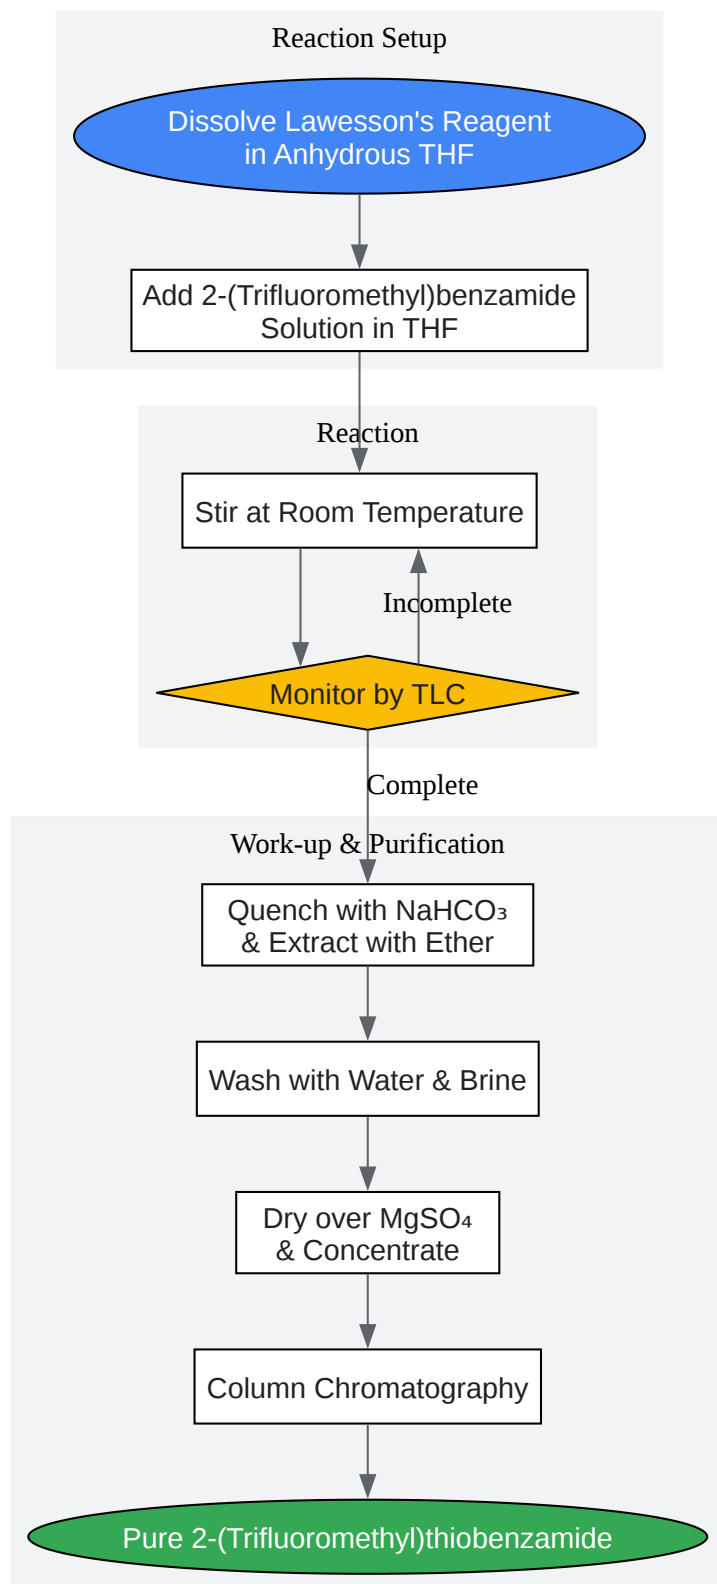 Reaction Setup
Dissolve Lawesson's Reagent
in Anhydrous THF
Add 2-(Trifluoromethyl)benzamide
Solution in THF
Reaction
Stir at Room Temperature
Incomplete
Monitor by TLC
Complete
Work-up & Purification
Quench with NaHCO₃
& Extract with Ether
Wash with Water & Brine
Dry over MgSO₄
& Concentrate
Column Chromatography
Pure 2-(Trifluoromethyl)thiobenzamide